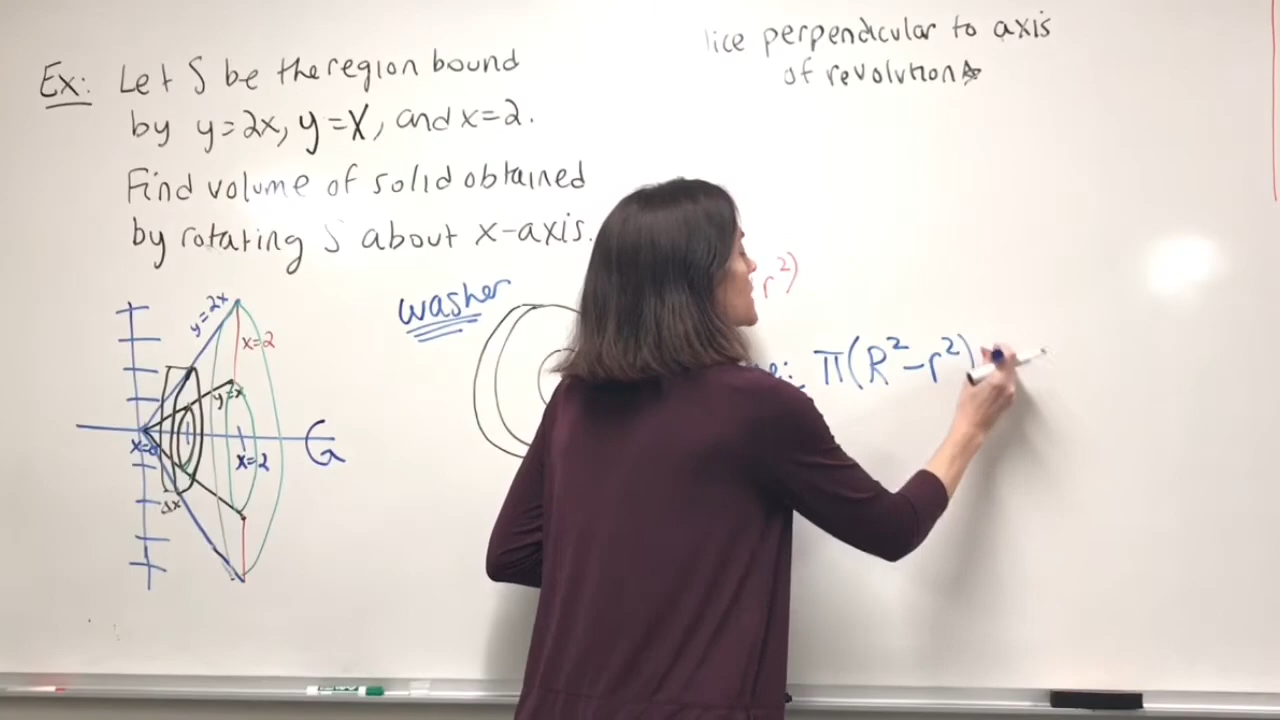 Ex: Let S be the region bound
by y=2x, y=x, and x=2.
Find volume of solid obtained
by rotating S about x-axis.
lice perpendicular to axis
of revolution
washer
r²)
π(R²-r²)
y=2x
x=2
y=x
x=2
Δx